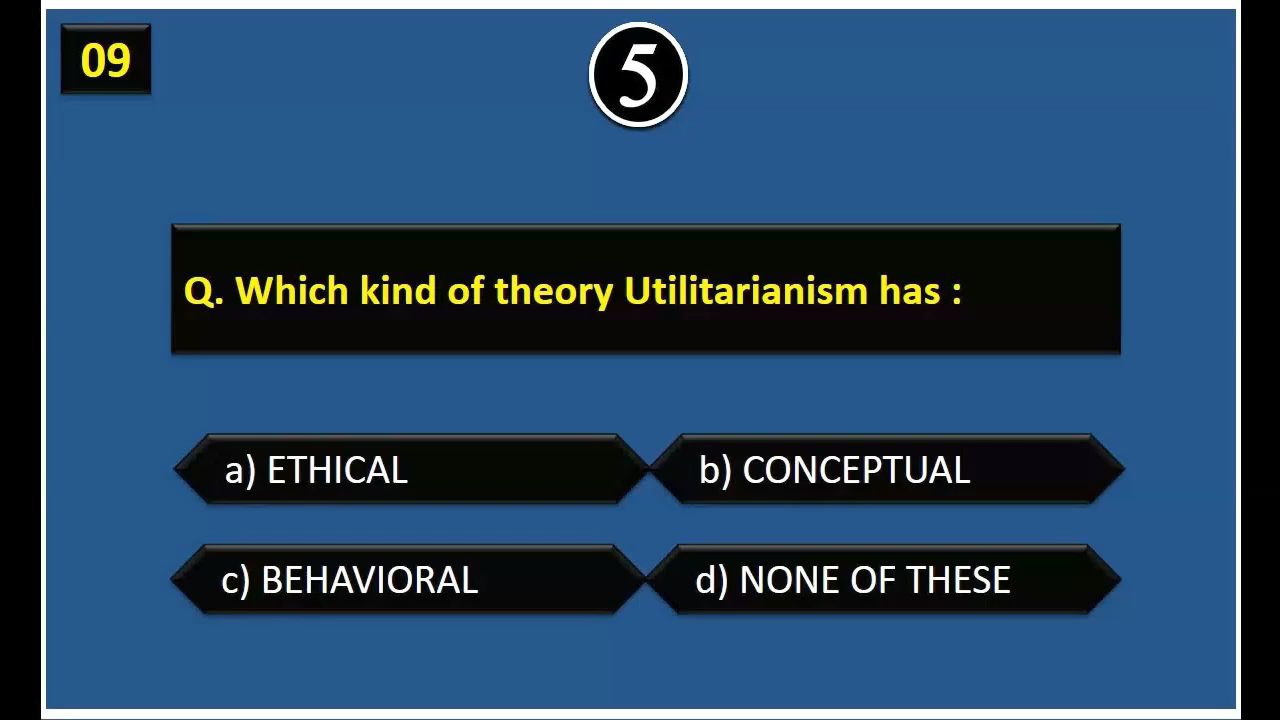 09
5
Q. Which kind of theory Utilitarianism has :
a) ETHICAL
b) CONCEPTUAL
c) BEHAVIORAL
d) NONE OF THESE